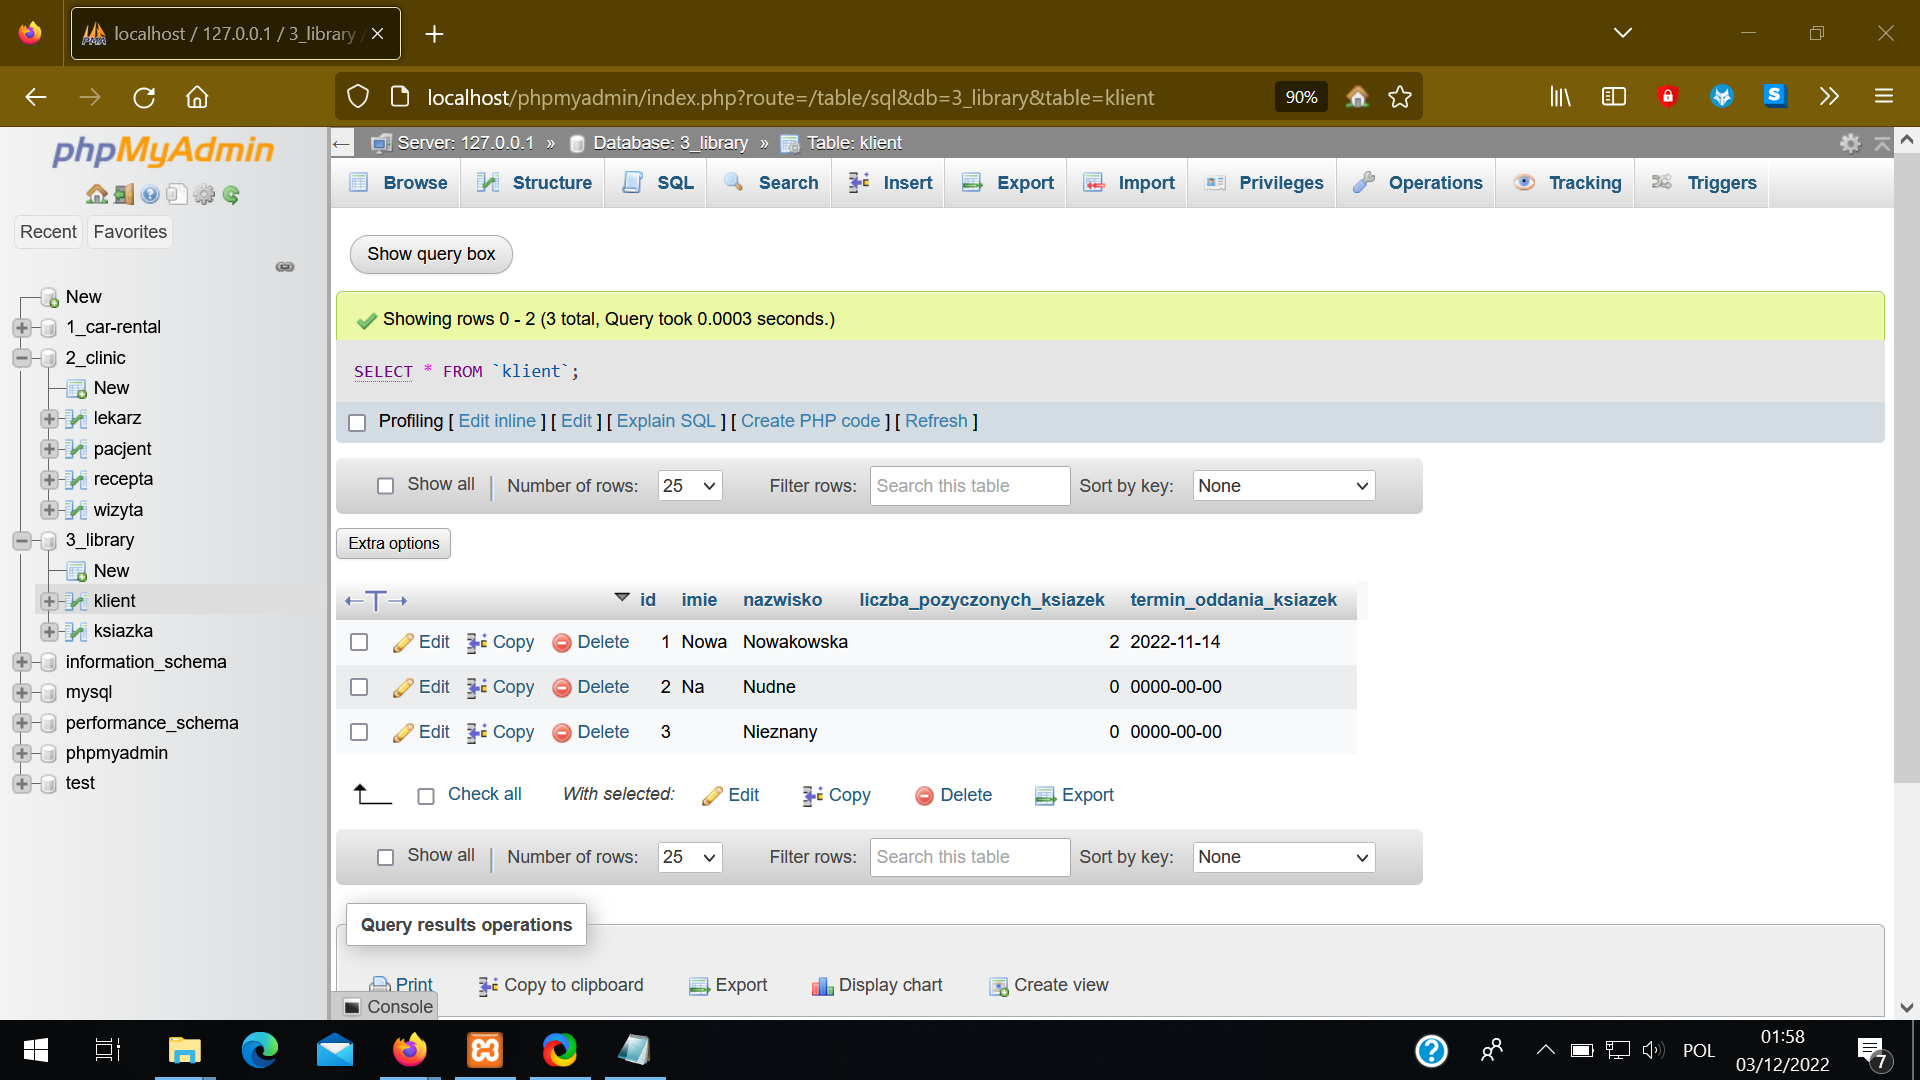 localhost / 127.0.0.1 / 3_library /
localhost/phpmyadmin/index.php?route=/table/sql&db=3_library&table=klient
90%
phpMyAdmin
Recent
Favorites
New
1_car-rental
2_clinic
New
lekarz
pacjent
recepta
wizyta
3_library
New
klient
ksiazka
information_schema
mysql
performance_schema
phpmyadmin
test
Server: 127.0.0.1 » Database: 3_library » Table: klient
Browse Structure SQL Search Insert Export Import Privileges Operations Tracking Triggers
Show query box
Showing rows 0 - 2 (3 total, Query took 0.0003 seconds.)
SELECT * FROM `klient`;
Profiling [ Edit inline ] [ Edit ] [ Explain SQL ] [ Create PHP code ] [ Refresh ]
Show all | Number of rows: 25 Filter rows: Search this table Sort by key: None
Extra options
←T→ id imie nazwisko liczba_pozyczonych_ksiazek termin_oddania_ksiazek
Edit Copy Delete 1 Nowa Nowakowska 2 2022-11-14
Edit Copy Delete 2 Na Nudne 0 0000-00-00
Edit Copy Delete 3 Nieznany 0 0000-00-00
Check all With selected: Edit Copy Delete Export
Show all | Number of rows: 25 Filter rows: Search this table Sort by key: None
Query results operations
Print Copy to clipboard Export Display chart Create view
Console
POL
01:58
03/12/2022
7